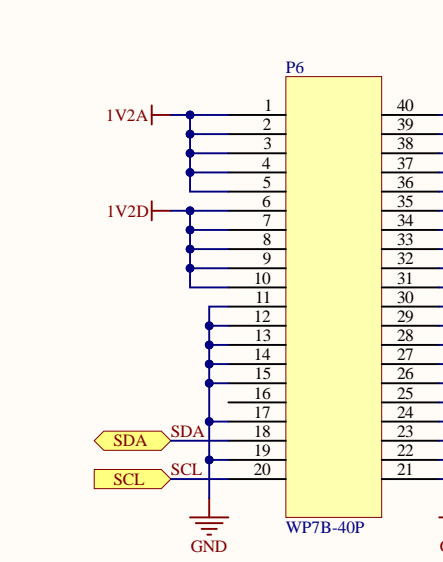 P6
1V2A 1 40
2 39
3 38
4 37
5 36
1V2D 6 35
7 34
8 33
9 32
10 31
11 30
12 29
13 28
14 27
15 26
16 25
17 24
SDA SDA 18 23
19 22
SCL SCL 20 21
WP7B-40P
GND